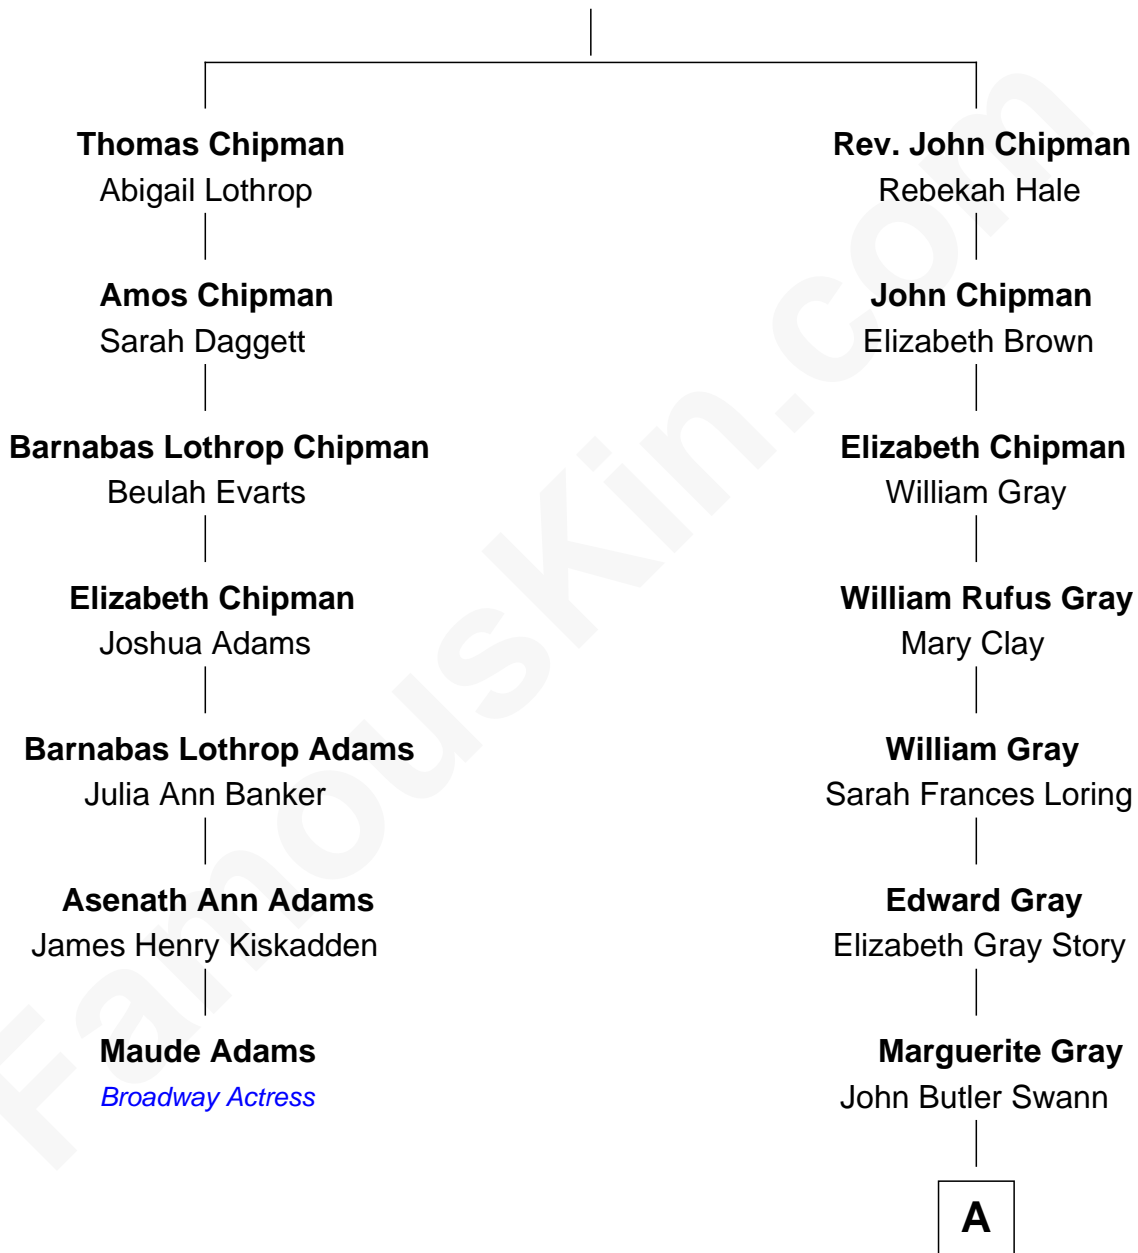 Thomas Chipman
Abigail Lothrop
Amos Chipman
Sarah Daggett
Barnabas Lothrop Chipman
Beulah Evarts
Elizabeth Chipman
Joshua Adams
Barnabas Lothrop Adams
Julia Ann Banker
Asenath Ann Adams
James Henry Kiskadden
Maude Adams
Broadway Actress
Rev. John Chipman
Rebekah Hale
John Chipman
Elizabeth Brown
Elizabeth Chipman
William Gray
William Rufus Gray
Mary Clay
William Gray
Sarah Frances Loring
Edward Gray
Elizabeth Gray Story
Marguerite Gray
John Butler Swann
A
FamousKin.com